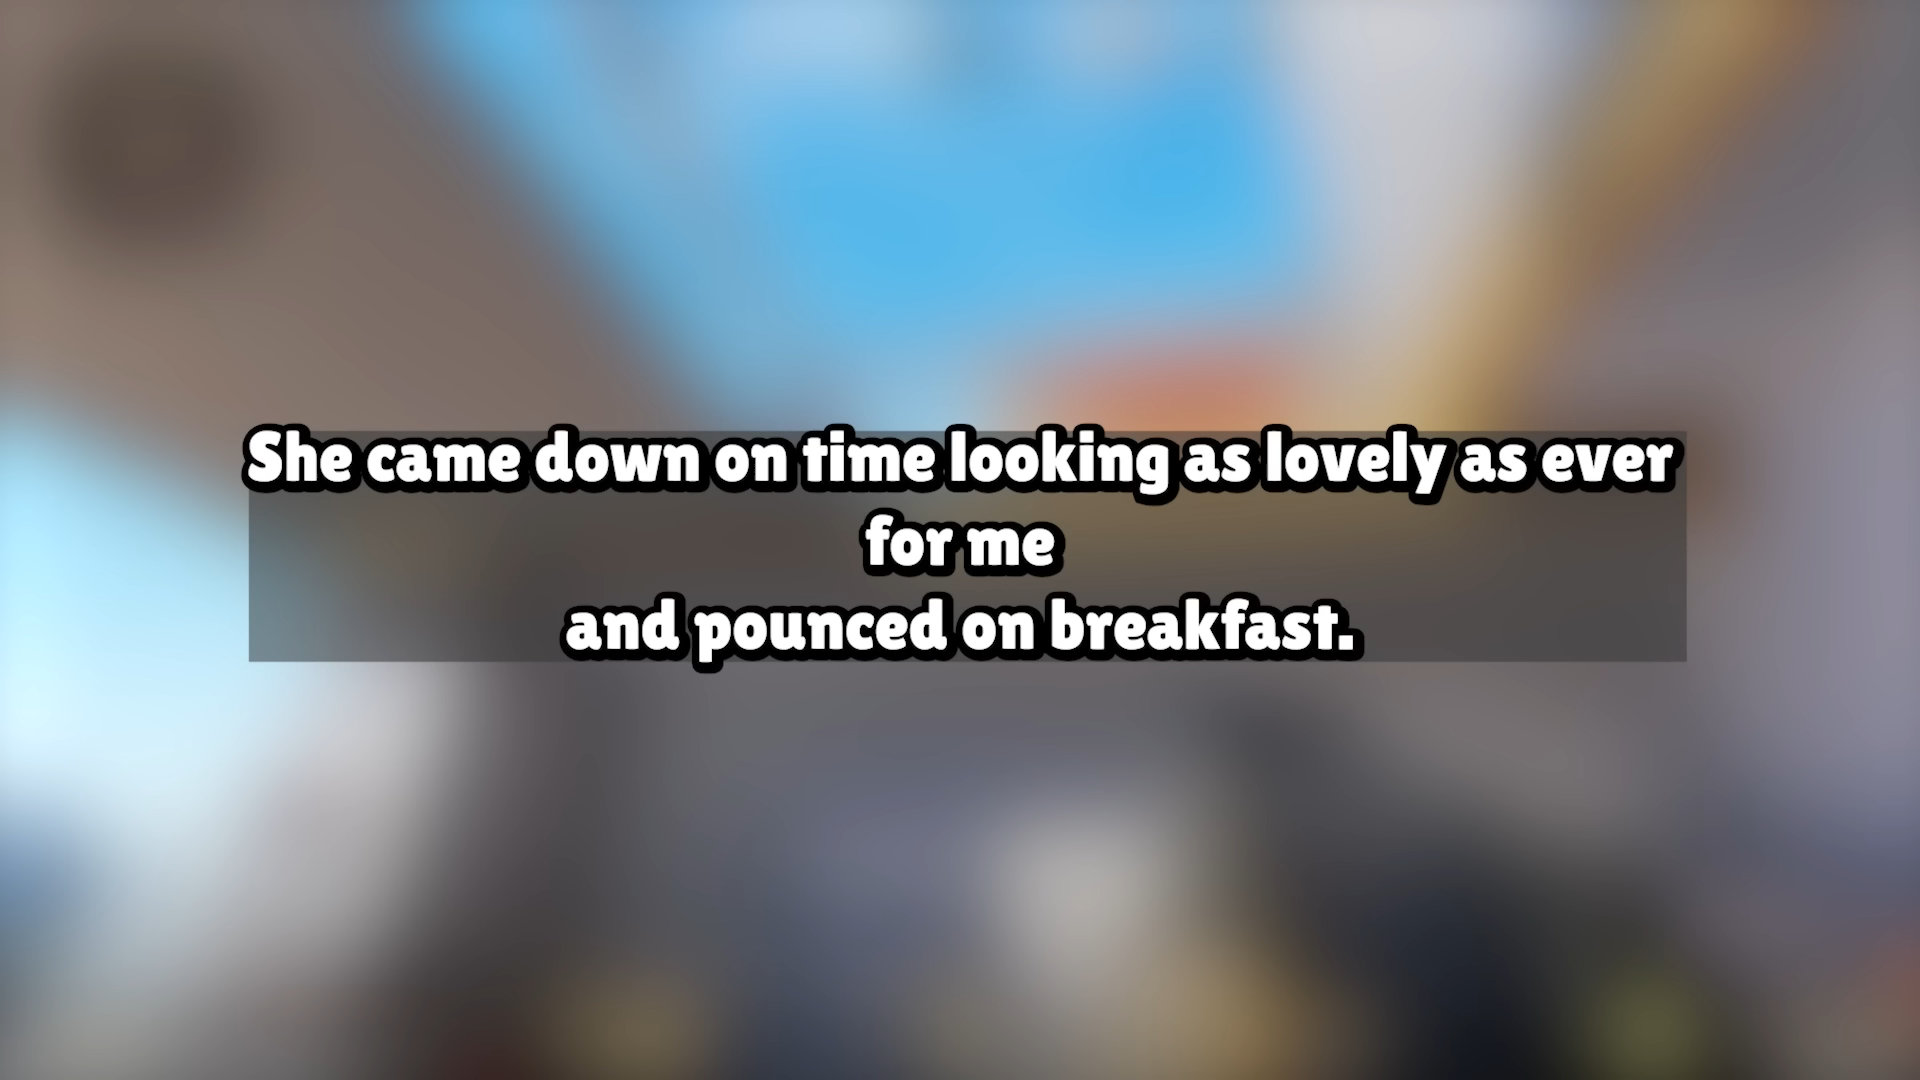 She came down on time looking as lovely as ever
for me
and pounced on breakfast.